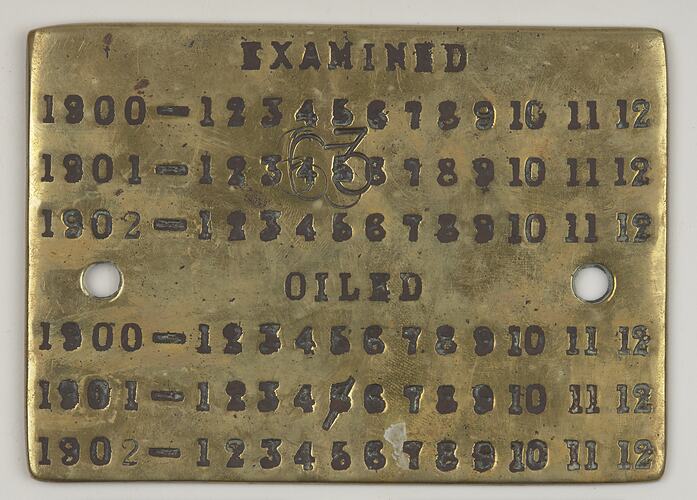 EXAMINED
1900-1 2 3 4 5 6 7 8 9 10 11 12
1901-1 2 3 4 5 6 7 8 9 10 11 12
63
1902-1 2 3 4 5 6 7 8 9 10 11 12
OILED
1900-1 2 3 4 5 6 7 8 9 10 11 12
1901-1 2 3 4 6 7 8 9 10 11 12
1902-1 2 3 4 5 6 7 8 9 10 11 12